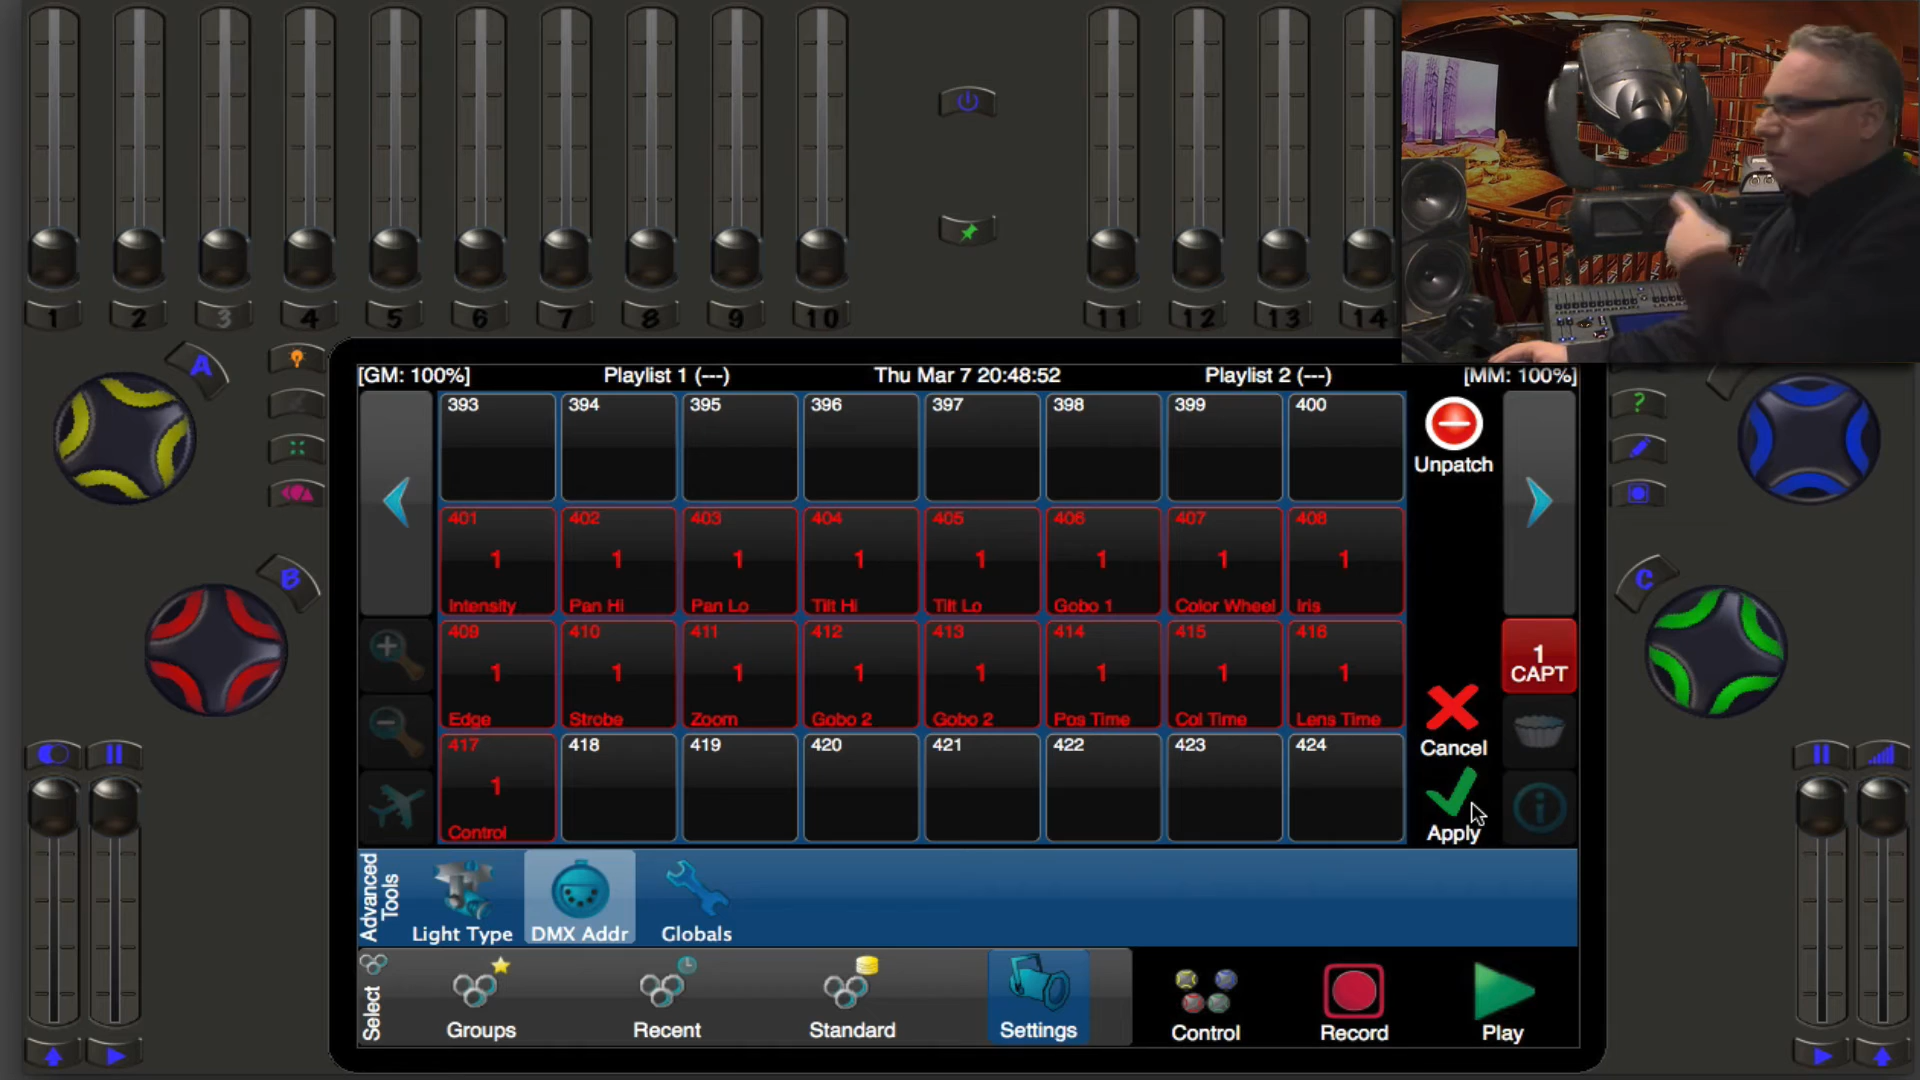 1 2 3 4 5 6 7 8 9 10 11 12 13 14
A
B
C
?
[GM: 100%] Playlist 1 (---) Thu Mar 7 20:48:52 Playlist 2 (---) [MM: 100%]
393 394 395 396 397 398 399 400
Unpatch
401 402 403 404 405 406 407 408
1 1 1 1 1 1 1 1
Intensity Pan Hi Pan Lo Tilt Hi Tilt Lo Gobo 1 Color Wheel Iris
409 410 411 412 413 414 415 416
1 1 1 1 1 1 1 1
Edge Strobe Zoom Gobo 2 Gobo 2 Pos Time Col Time Lens Time
1
CAPT
Cancel
417 418 419 420 421 422 423 424
1
Control
Apply
Advanced
Tools
Light Type DMX Addr Globals
Select
Groups Recent Standard Settings Control Record Play